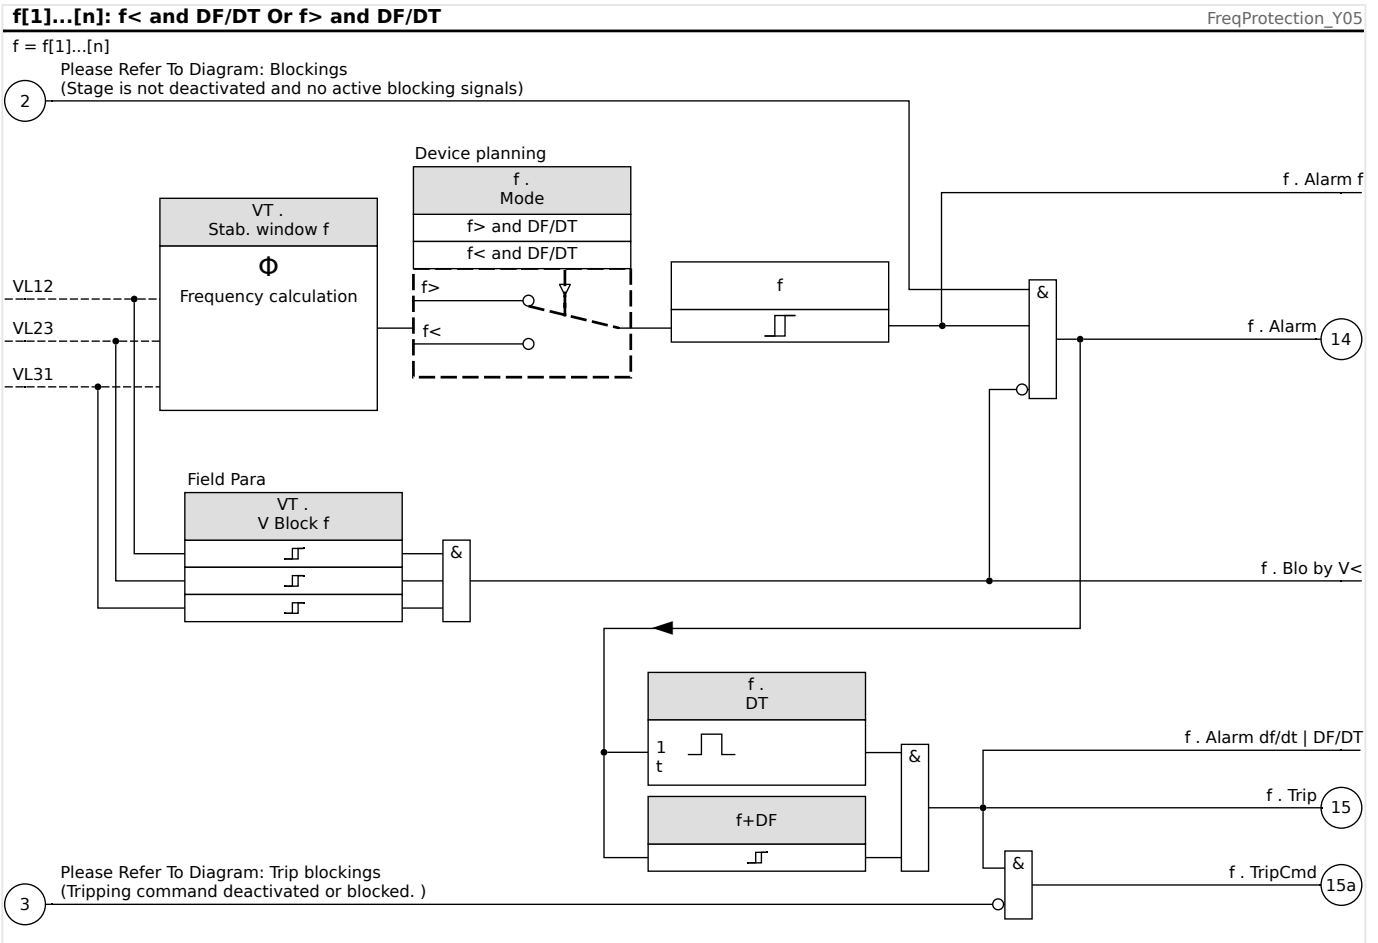 f[1]...[n]: f< and DF/DT Or f> and DF/DT
FreqProtection_Y05
f = f[1]...[n]
Please Refer To Diagram: Blockings
(Stage is not deactivated and no active blocking signals)
2
Device planning
f .
Mode
f> and DF/DT
f< and DF/DT
f>
f<
VT .
Stab. window f
Φ
Frequency calculation
VL12
VL23
VL31
f
&
f . Alarm f
f . Alarm
14
Field Para
VT .
V Block f
&
f . Blo by V<
f .
DT
1
t
f+DF
&
f . Alarm df/dt | DF/DT
f . Trip
15
&
f . TripCmd
15a
Please Refer To Diagram: Trip blockings
(Tripping command deactivated or blocked. )
3